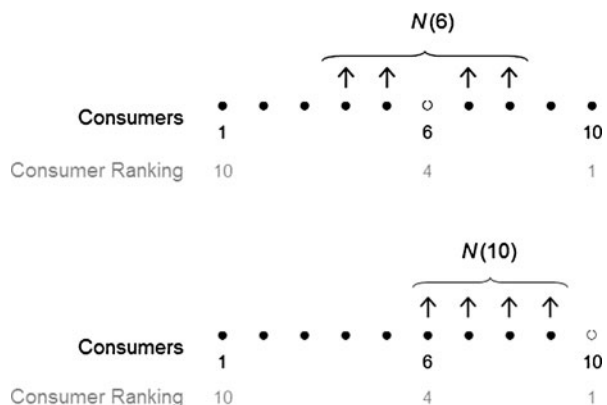 N(6)
Consumers
1 6 10
Consumer Ranking 10 4 1
N(10)
Consumers
1 6 10
Consumer Ranking 10 4 1